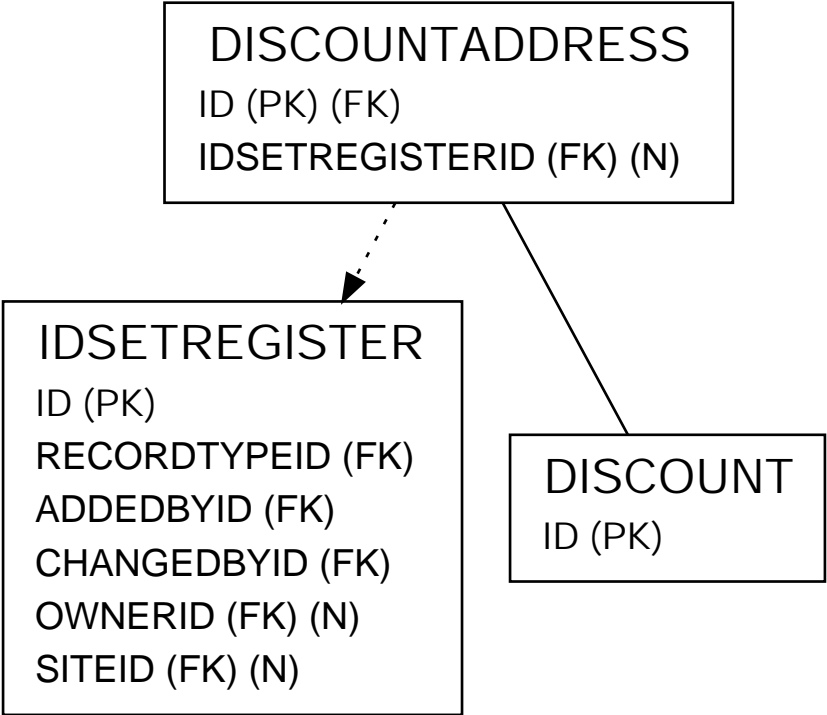 DISCOUNTADDRESS
ID (PK) (FK)
IDSETREGISTERID (FK) (N)
IDSETREGISTER
ID (PK)
RECORDTYPEID (FK)
ADDEDBYID (FK)
CHANGEDBYID (FK)
OWNERID (FK) (N)
SITEID (FK) (N)
DISCOUNT
ID (PK)